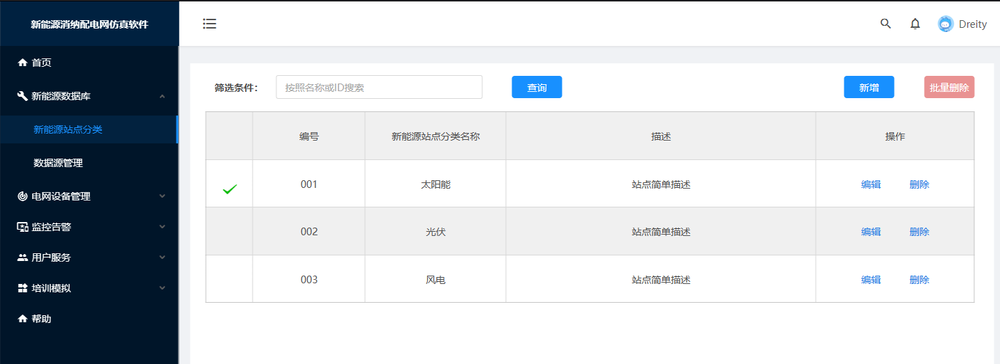 新能源消纳配电网仿真软件
Dreity
首页
新能源数据库
新能源站点分类
数据源管理
电网设备管理
监控告警
用户服务
培训模拟
帮助
筛选条件： 按照名称或ID搜索 查询 新增 批量删除
编号 新能源站点分类名称 描述 操作
001 太阳能 站点简单描述 编辑 删除
002 光伏 站点简单描述 编辑 删除
003 风电 站点简单描述 编辑 删除